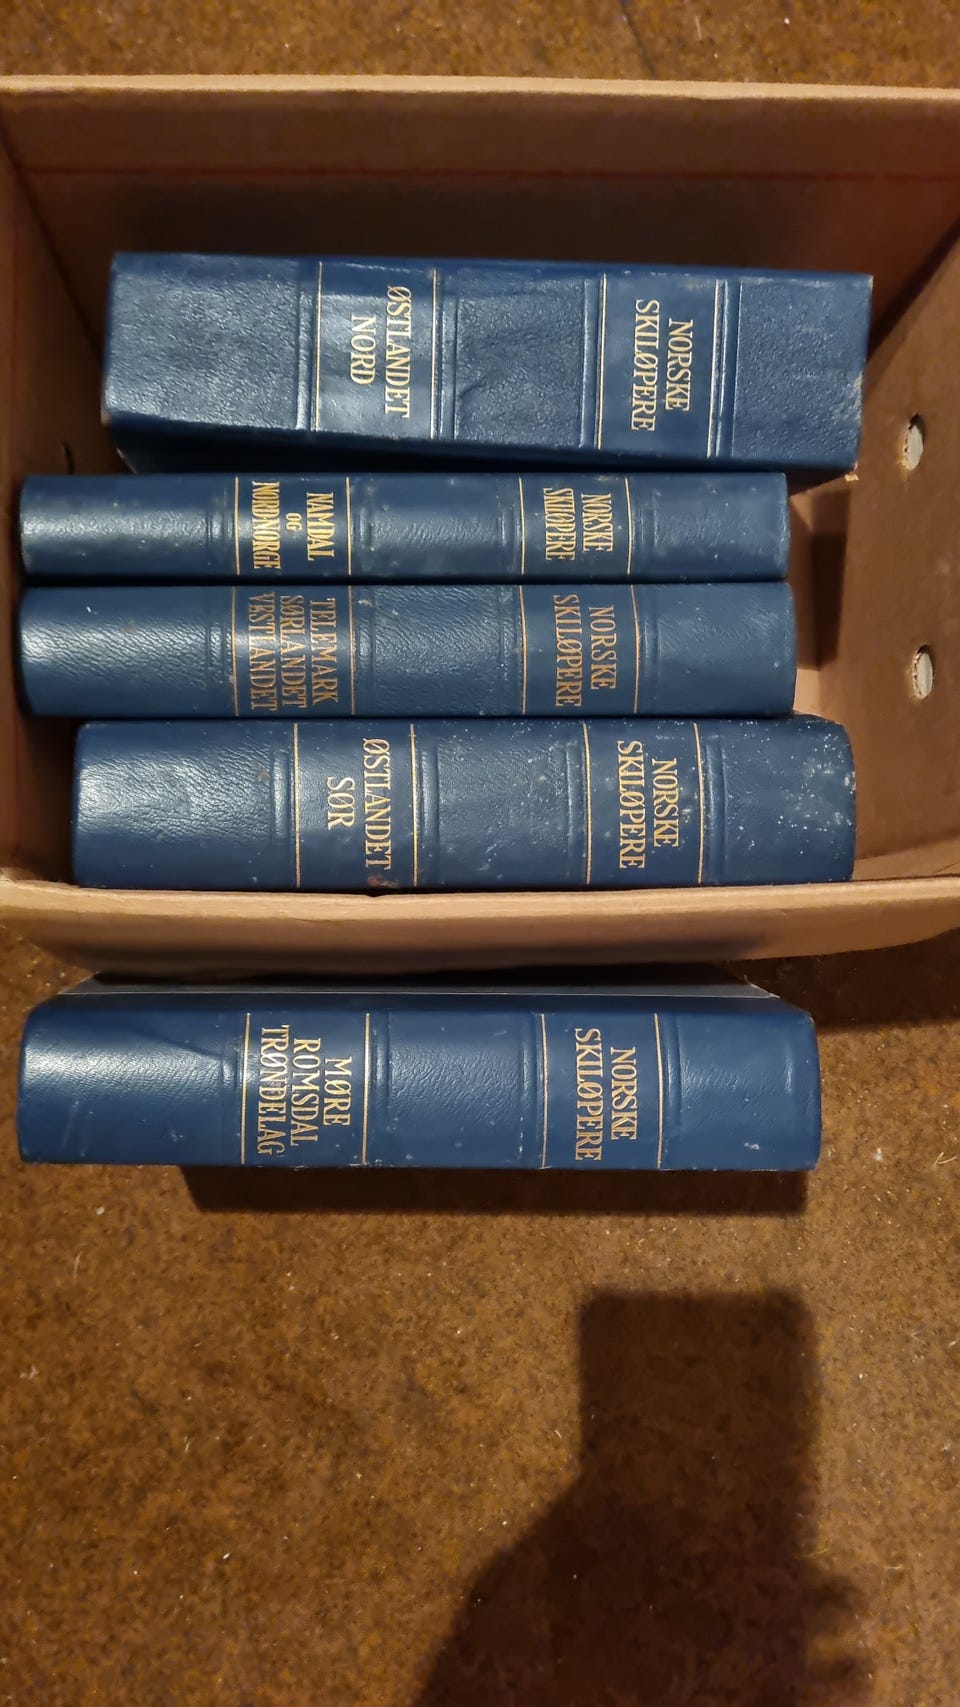 NORSKE
SKILØPERE
ØSTLANDET
NORD
NORSKE
SKILØPERE
NAMDAL
OG
NORDNORGE
NORSKE
SKILØPERE
TELEMARK
SØRLANDET
VESTLANDET
NORSKE
SKILØPERE
ØSTLANDET
SØR
NORSKE
SKILØPERE
MØRE
ROMSDAL
TRØNDELAG